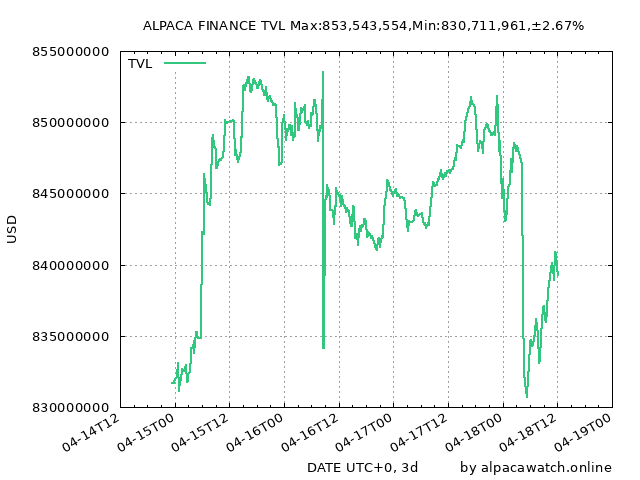 ALPACA FINANCE TVL Max:853,543,554,Min:830,711,961,±2.67%
TVL
855000000
850000000
845000000
840000000
835000000
830000000
USD
04-14T12
04-15T00
04-15T12
04-16T00
04-16T12
04-17T00
04-17T12
04-18T00
04-18T12
04-19T00
DATE UTC+0, 3d
by alpacawatch.online